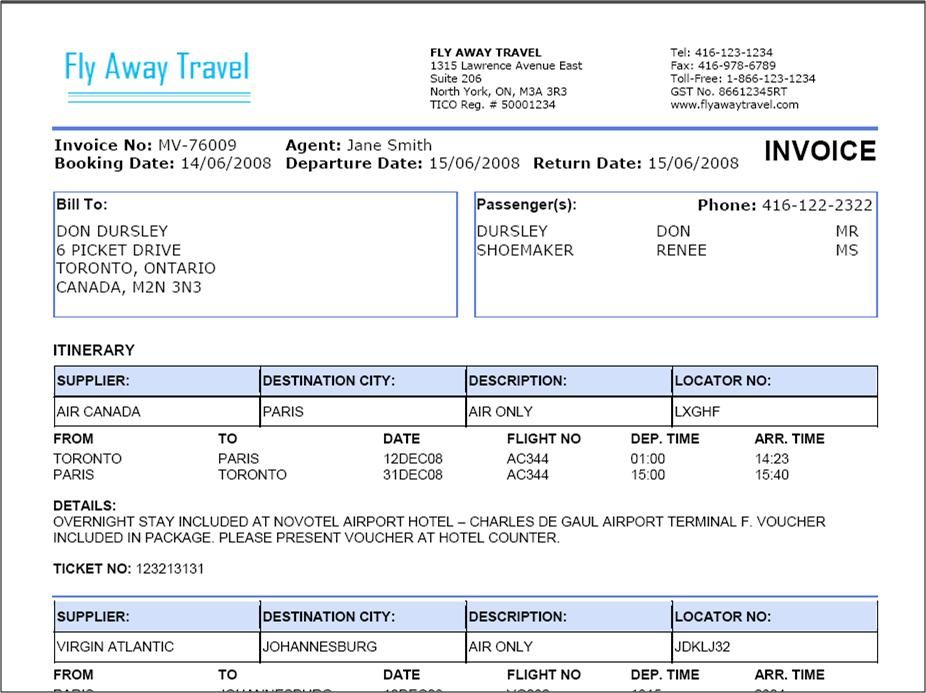 Fly Away Travel
FLY AWAY TRAVEL
1315 Lawrence Avenue East
Suite 206
North York, ON, M3A 3R3
TICO Reg. # 50001234
Tel: 416-123-1234
Fax: 416-978-6789
Toll-Free: 1-866-123-1234
GST No. 86612345RT
www.flyawaytravel.com
Invoice No: MV-76009 Agent: Jane Smith
Booking Date: 14/06/2008 Departure Date: 15/06/2008 Return Date: 15/06/2008
INVOICE
Bill To:
DON DURSLEY
6 PICKET DRIVE
TORONTO, ONTARIO
CANADA, M2N 3N3
Passenger(s): Phone: 416-122-2322
DURSLEY DON MR
SHOEMAKER RENEE MS
ITINERARY
SUPPLIER: DESTINATION CITY: DESCRIPTION: LOCATOR NO:
AIR CANADA PARIS AIR ONLY LXGHF
FROM TO DATE FLIGHT NO DEP. TIME ARR. TIME
TORONTO PARIS 12DEC08 AC344 01:00 14:23
PARIS TORONTO 31DEC08 AC344 15:00 15:40
DETAILS:
OVERNIGHT STAY INCLUDED AT NOVOTEL AIRPORT HOTEL – CHARLES DE GAUL AIRPORT TERMINAL F. VOUCHER
INCLUDED IN PACKAGE. PLEASE PRESENT VOUCHER AT HOTEL COUNTER.
TICKET NO: 123213131
SUPPLIER: DESTINATION CITY: DESCRIPTION: LOCATOR NO:
VIRGIN ATLANTIC JOHANNESBURG AIR ONLY JDKLJ32
FROM TO DATE FLIGHT NO DEP. TIME ARR. TIME
PARIS JOHANNESBURG